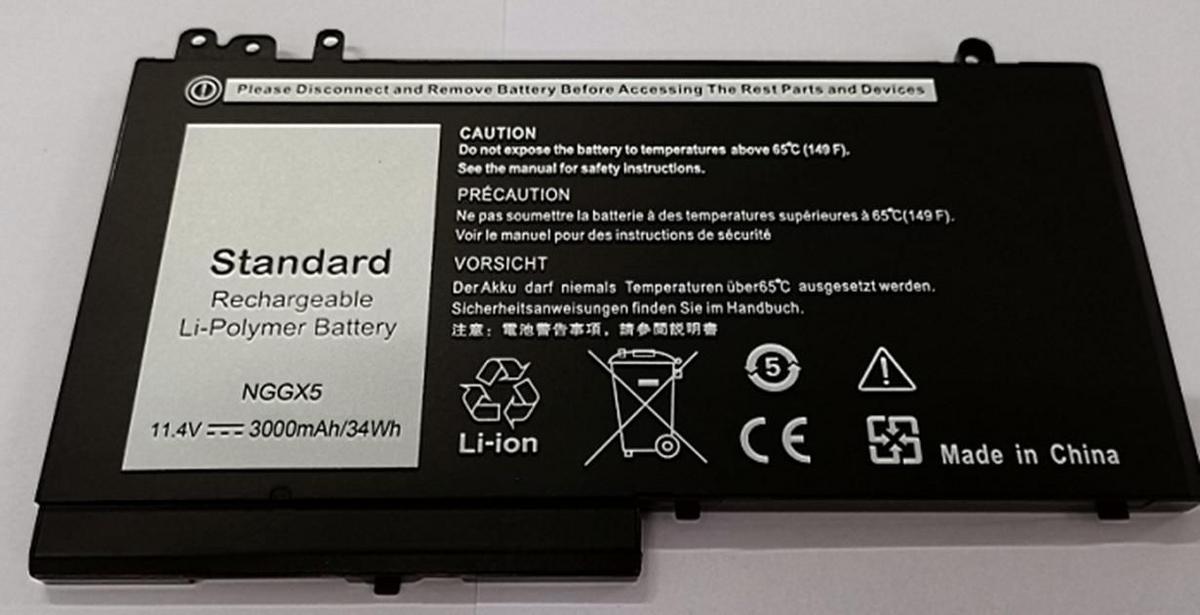 Please Disconnect and Remove Battery Before Accessing The Rest Parts and Devices
Standard
Rechargeable
Li-Polymer Battery
NGGX5
11.4V 3000mAh/34Wh
CAUTION
Do not expose the battery to temperatures above 65℃ (149 F).
See the manual for safety instructions.
PRÉCAUTION
Ne pas soumettre la batterie à des temperatures supérieures à 65℃(149 F).
Voir le manuel pour des instructions de sécurité
VORSICHT
Der Akku darf niemals Temperaturen über65℃ ausgesetzt werden.
Sicherheitsanweisungen finden Sie im Handbuch.
注意：電池警告事項，請參閱説明書
Li-ion
5
CE
Made in China